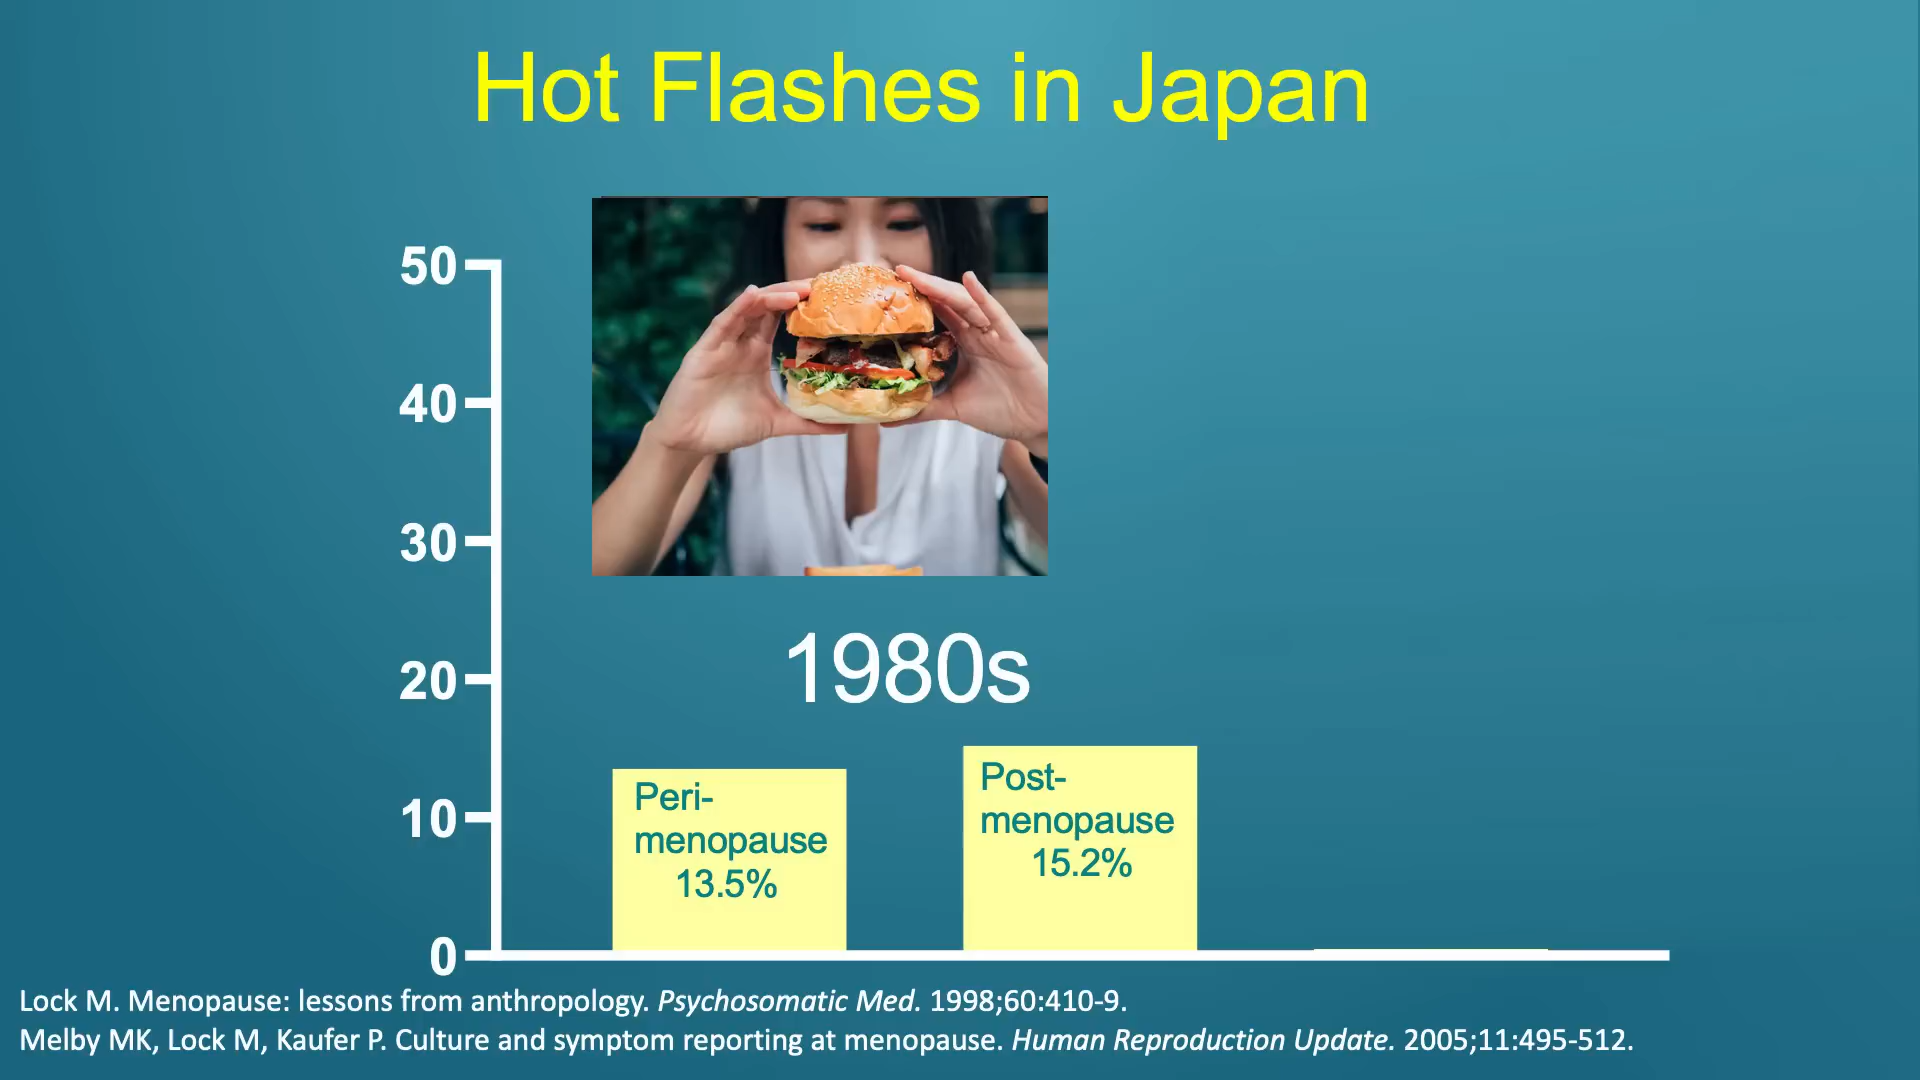 Hot Flashes in Japan
50
40
30
20
10
0
1980s
Peri-
menopause
13.5%
Post-
menopause
15.2%
Lock M. Menopause: lessons from anthropology. Psychosomatic Med. 1998;60:410-9.
Melby MK, Lock M, Kaufer P. Culture and symptom reporting at menopause. Human Reproduction Update. 2005;11:495-512.